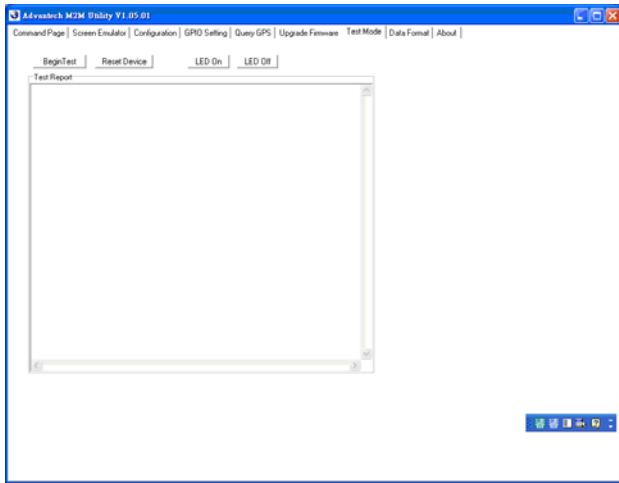 Advantech M2M Utility V1.05.01
Command Page Screen Emulator Configuration GPIO Setting Query GPS Upgrade Firmware Test Mode Data Format About
BeginTest Reset Device LED On LED Off
Test Report